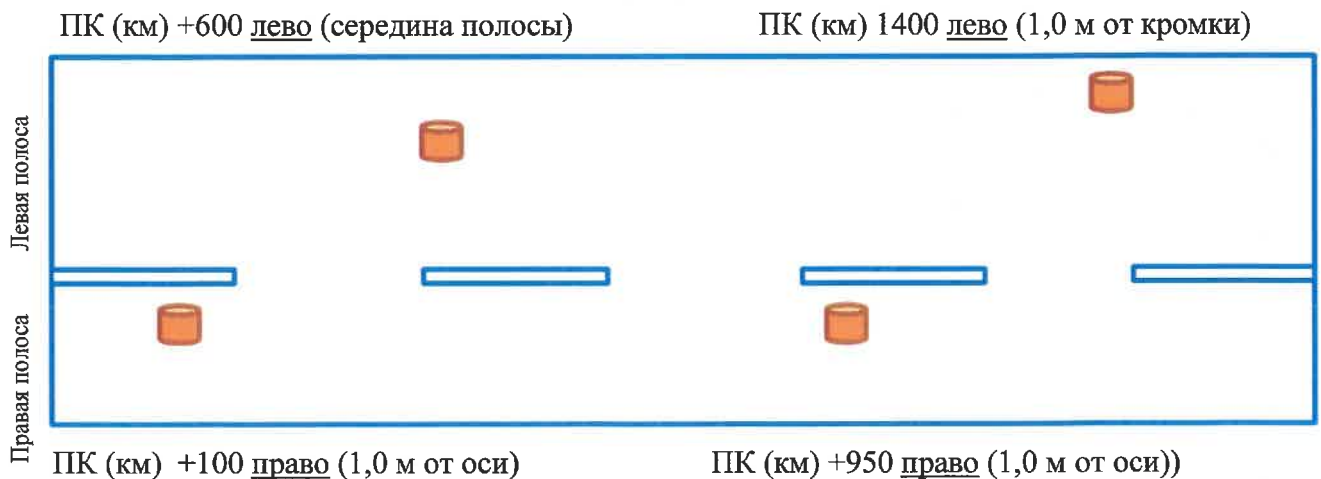 ПК (км) +600 лево (середина полосы)
ПК (км) 1400 лево (1,0 м от кромки)
Левая полоса
Правая полоса
ПК (км) +100 право (1,0 м от оси)
ПК (км) +950 право (1,0 м от оси))